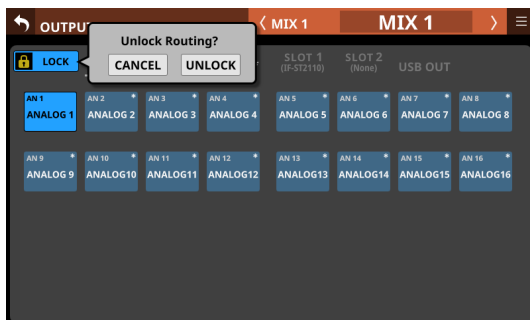 OUTPU
MIX 1
MIX 1
Unlock Routing?
CANCEL
UNLOCK
LOCK
SLOT 1
(IF-ST2110)
SLOT 2
(None)
USB OUT
AN 1
ANALOG 1
AN 2 *
ANALOG 2
AN 3 *
ANALOG 3
AN 4 *
ANALOG 4
AN 5 *
ANALOG 5
AN 6 *
ANALOG 6
AN 7 *
ANALOG 7
AN 8 *
ANALOG 8
AN 9 *
ANALOG 9
AN 10 *
ANALOG10
AN 11 *
ANALOG11
AN 12 *
ANALOG12
AN 13 *
ANALOG13
AN 14 *
ANALOG14
AN 15 *
ANALOG15
AN 16 *
ANALOG16